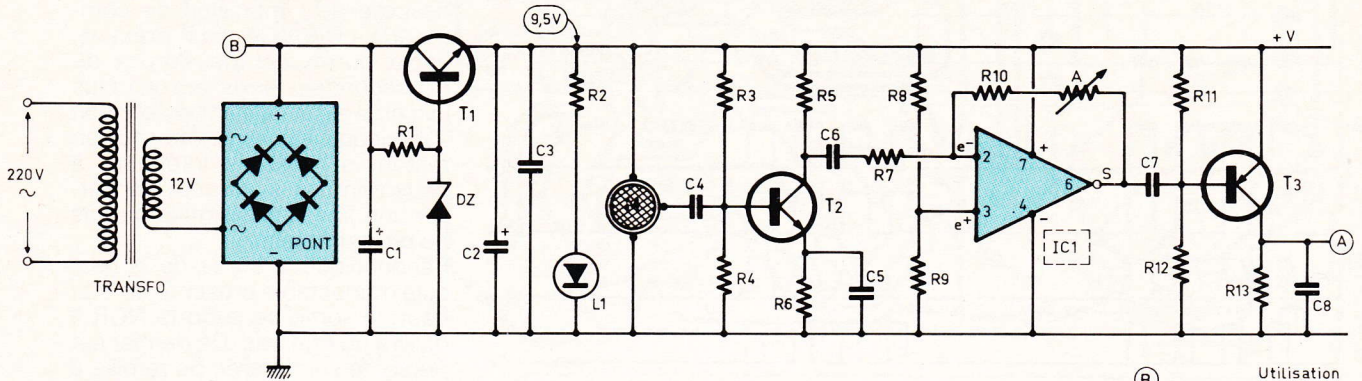 B
9,5V
+ V
220V
~
12V
~
~
+
−
PONT
TRANSFO
R1
+
C1
T1
DZ
+
C2
C3
R2
L1
C4
R3
R4
R5
T2
R6
C5
C6
R7
R8
R9
R10
A
e-
2
e+
3
7
+
4
−
6
S
IC1
C7
R11
R12
T3
R13
C8
A
B
Utilisation